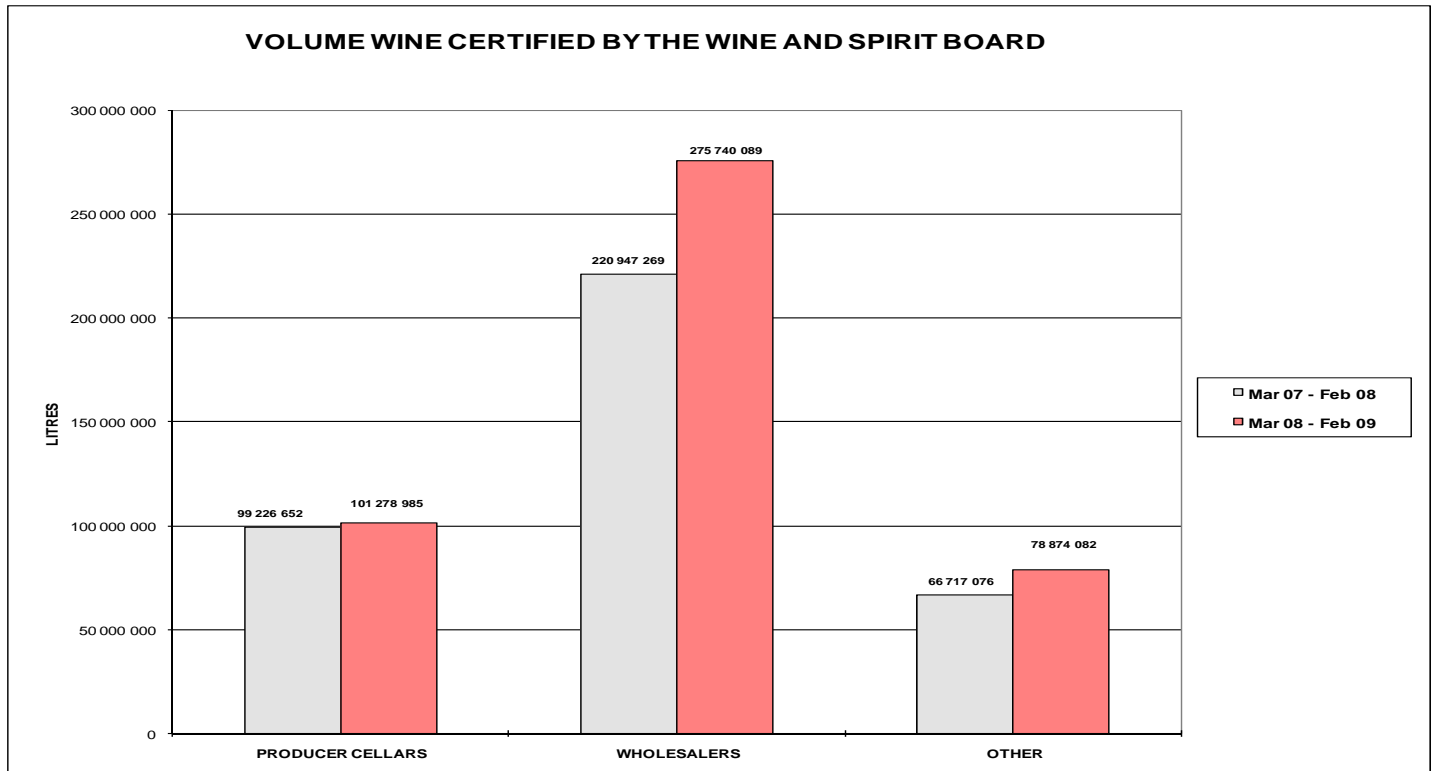 VOLUME WINE CERTIFIED BY THE WINE AND SPIRIT BOARD
300 000 000
275 740 089
250 000 000
220 947 269
200 000 000
LITRES
150 000 000
Mar 07 - Feb 08
Mar 08 - Feb 09
99 226 652
101 278 985
100 000 000
78 874 082
66 717 076
50 000 000
0
PRODUCER CELLARS
WHOLESALERS
OTHER